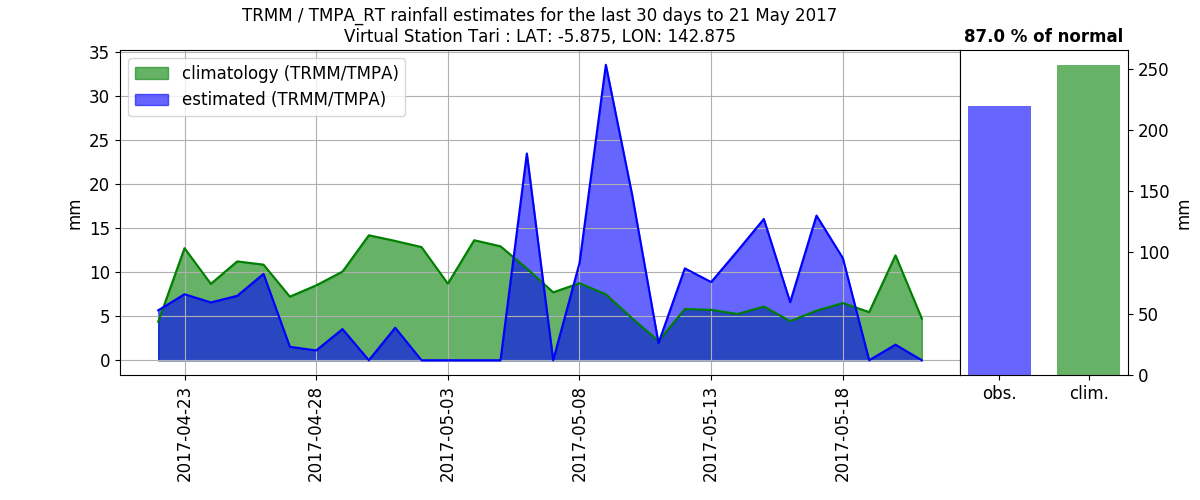 TRMM / TMPA_RT rainfall estimates for the last 30 days to 21 May 2017
Virtual Station Tari : LAT: -5.875, LON: 142.875
87.0 % of normal
climatology (TRMM/TMPA)
estimated (TRMM/TMPA)
mm
35
30
25
20
15
10
5
0
2017-04-23
2017-04-28
2017-05-03
2017-05-08
2017-05-13
2017-05-18
250
200
150
100
50
0
mm
obs.
clim.